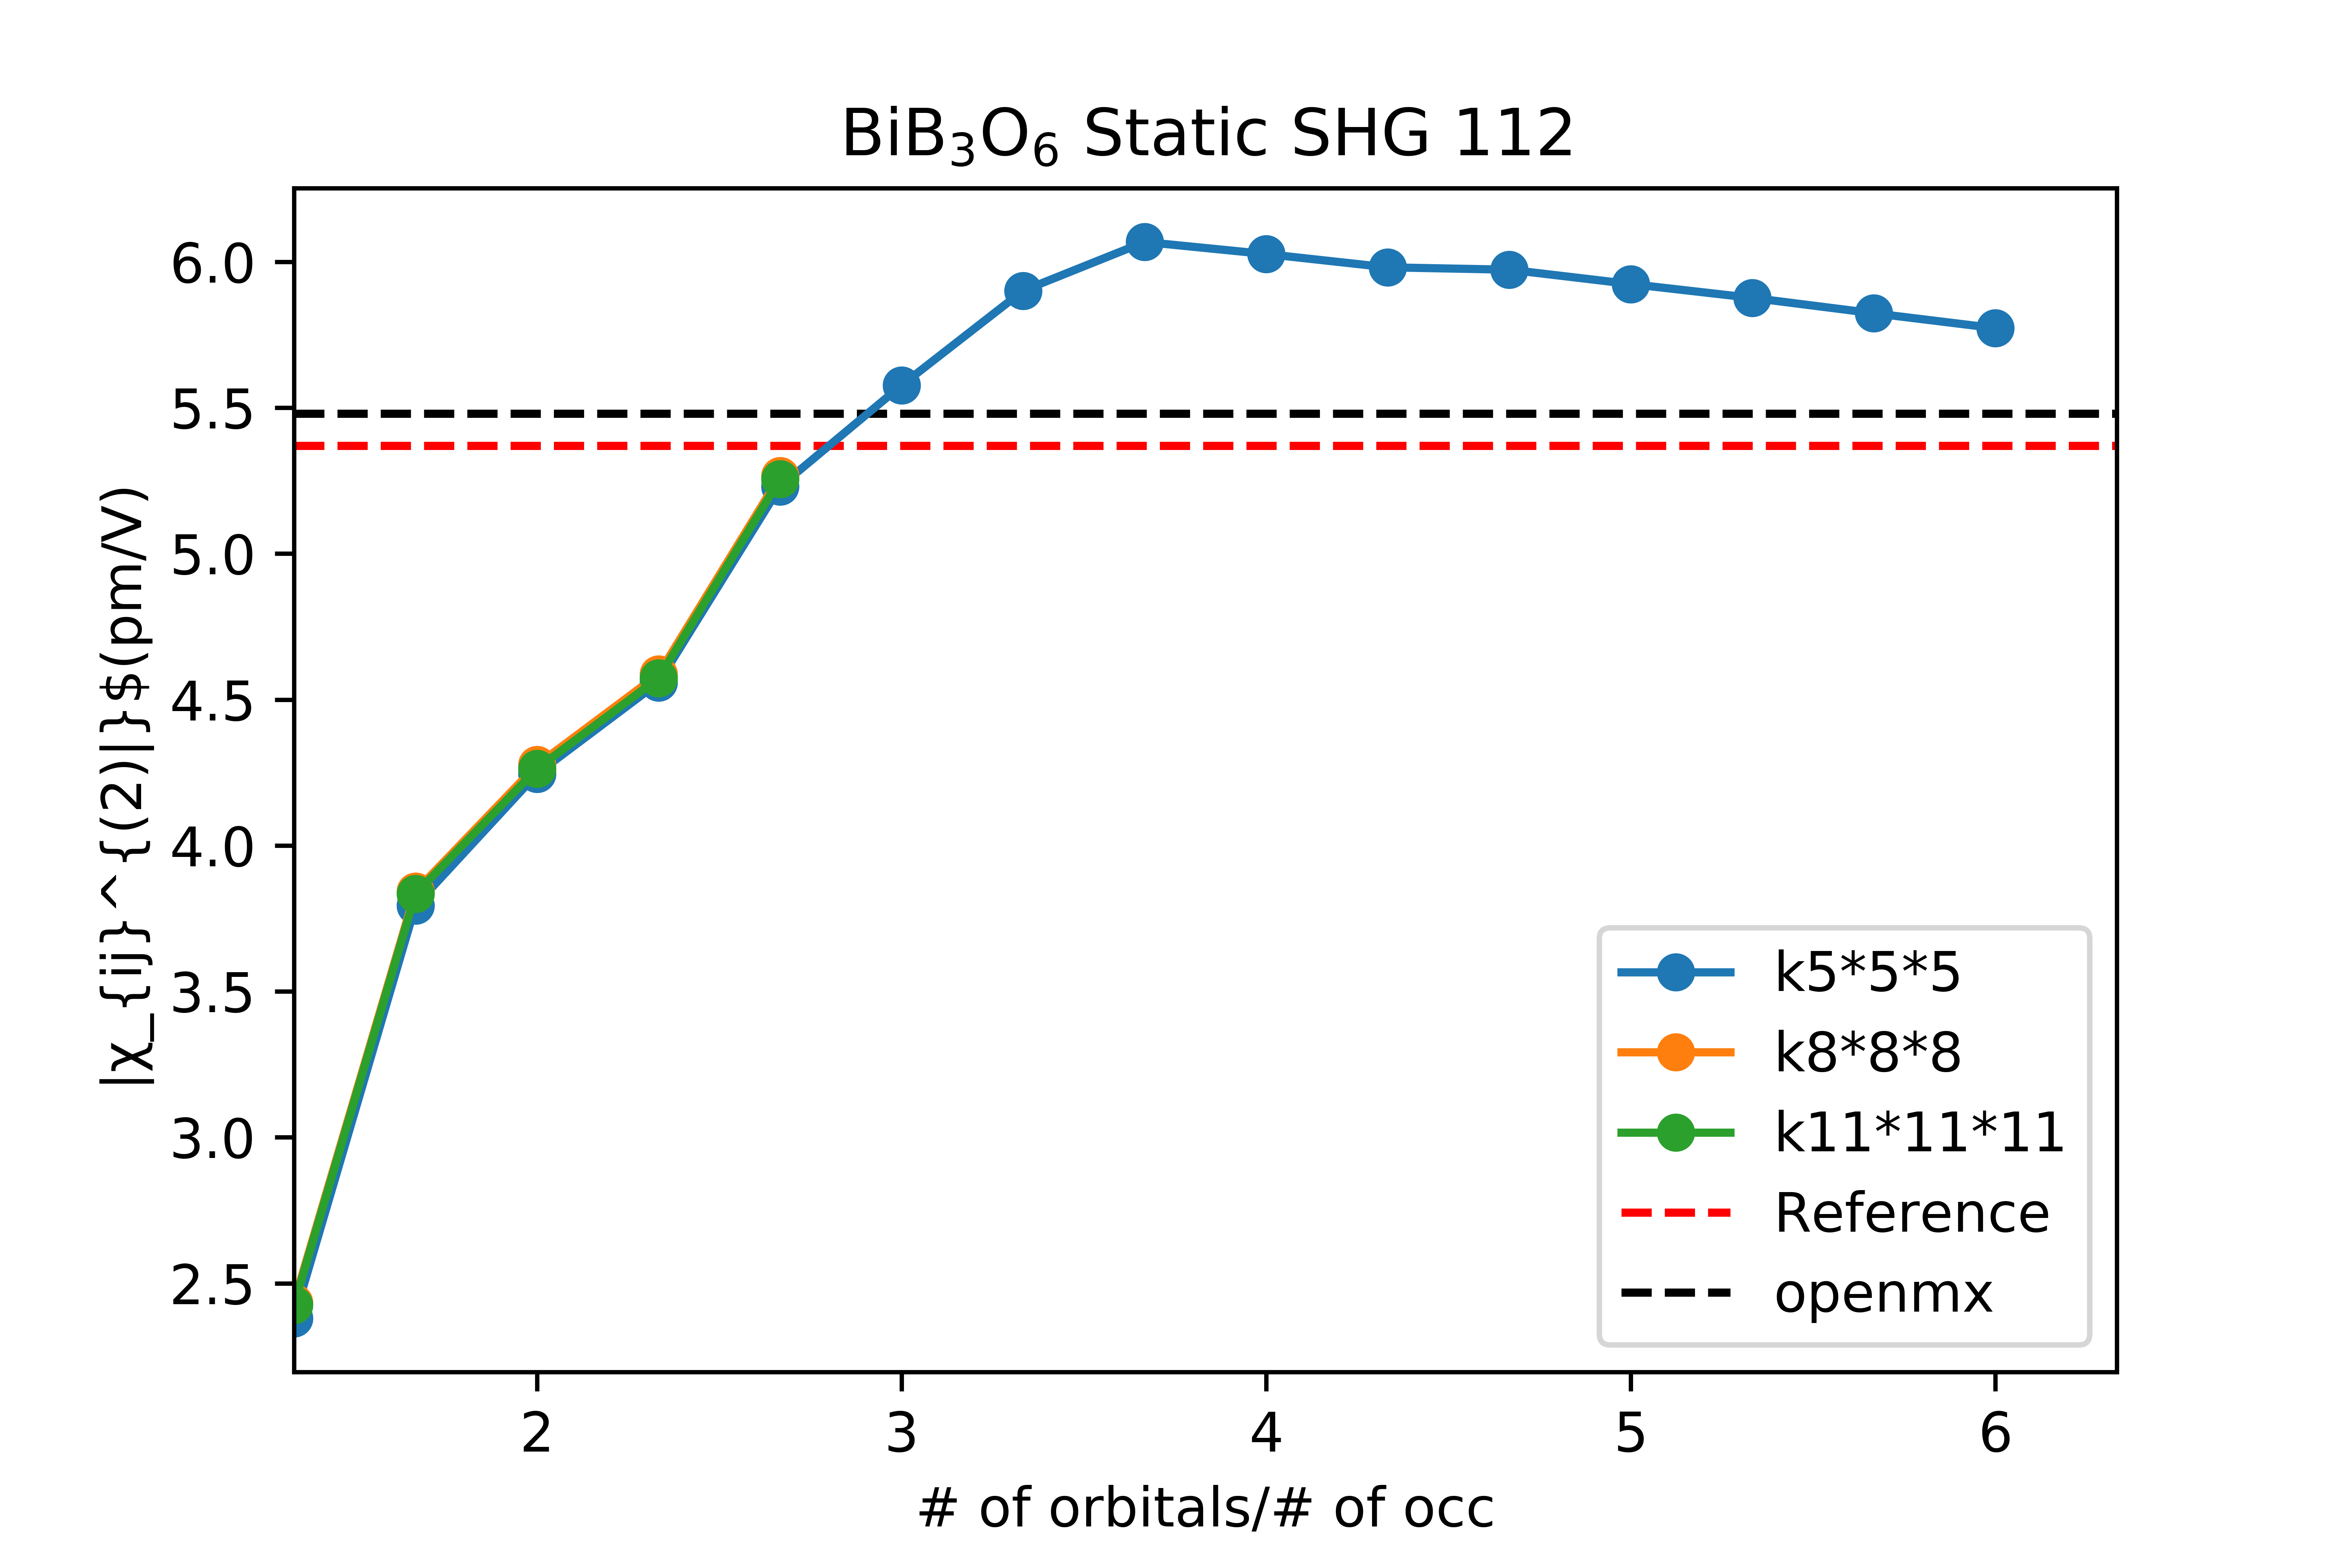 BiB₃O₆ Static SHG 112
|χ_{ij}^{(2)|}$(pm/V)
6.0
5.5
5.0
4.5
4.0
3.5
3.0
2.5
k5*5*5
k8*8*8
k11*11*11
Reference
openmx
2 3 4 5 6
# of orbitals/# of occ